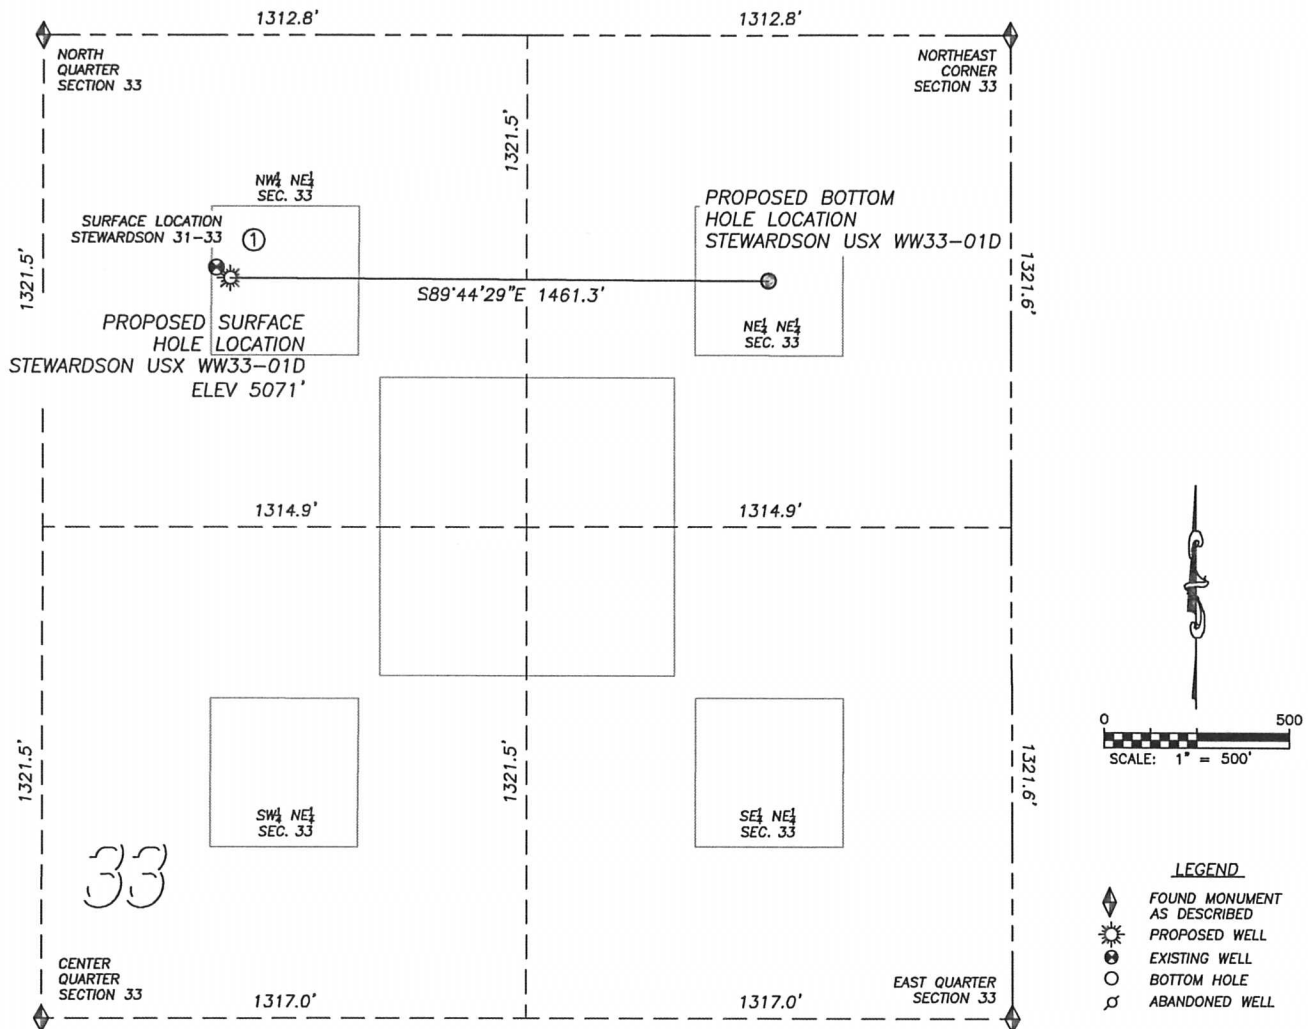 1312.8'
1312.8'
NORTH
QUARTER
SECTION 33
NORTHEAST
CORNER
SECTION 33
1321.5'
NW¼ NE¼
SEC. 33
SURFACE LOCATION
STEWARDSON 31-33
1
PROPOSED BOTTOM
HOLE LOCATION
STEWARDSON USX WW33-01D
1321.5'
1321.6'
S89°44'29"E 1461.3'
PROPOSED SURFACE
HOLE LOCATION
STEWARDSON USX WW33-01D
ELEV 5071'
NE¼ NE¼
SEC. 33
1314.9'
1314.9'
0 500
SCALE: 1" = 500'
1321.5'
1321.5'
1321.6'
SW¼ NE¼
SEC. 33
SE¼ NE¼
SEC. 33
33
LEGEND
FOUND MONUMENT
AS DESCRIBED
PROPOSED WELL
EXISTING WELL
BOTTOM HOLE
ABANDONED WELL
CENTER
QUARTER
SECTION 33
EAST QUARTER
SECTION 33
1317.0'
1317.0'